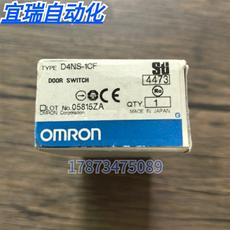 宜瑞自动化
TYPE D4NS-1CF
DOOR SWITCH
4473
LOT No. 05815ZA
QTY. 1
OMRON Corporation
MADE IN JAPAN
OMRON
17873475089